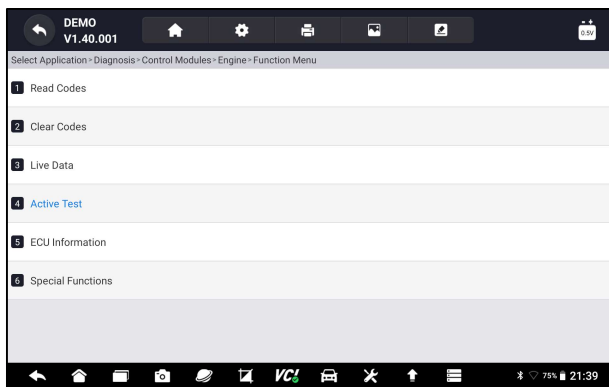 DEMO
V1.40.001
0.5V
Select Application > Diagnosis > Control Modules > Engine > Function Menu
1 Read Codes
2 Clear Codes
3 Live Data
4 Active Test
5 ECU Information
6 Special Functions
VC! 75% 21:39